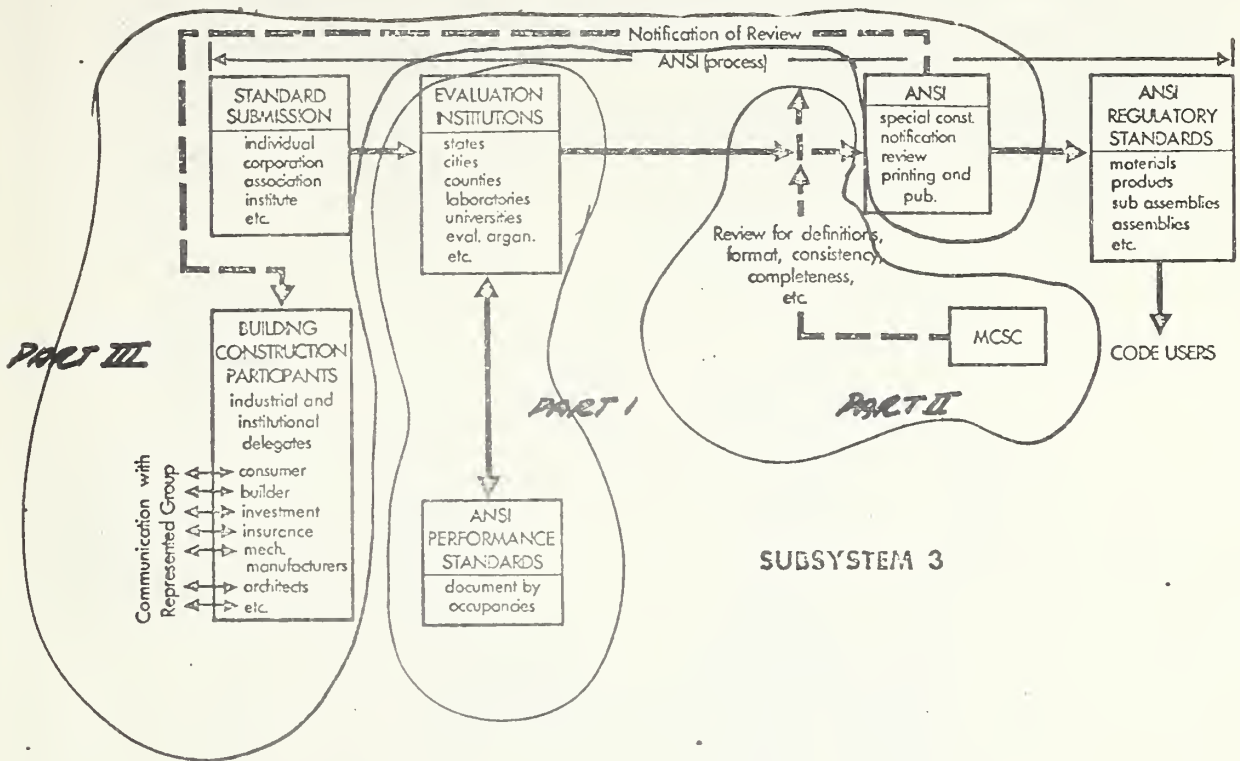 Notification of Review
ANSI (process)
STANDARD
SUBMISSION
individual
corporation
association
institute
etc.
EVALUATION
INSTITUTIONS
states
cities
counties
laboratories
universities
eval. argan.
etc.
ANSI
special const.
notification
review
printing and
pub.
ANSI
REGULATORY
STANDARDS
materials
products
sub assemblies
assemblies
etc.
Review for definitions,
format, consistency,
completeness,
etc.
MCSC
CODE USERS
BUILDING
CONSTRUCTION
PARTICIPANTS
industrial and
institutional
delegates
consumer
builder
investment
insurance
mech.
manufacturers
architects
etc.
Communication with
Represented Group
PART III
PART I
PART II
ANSI
PERFORMANCE
STANDARDS
document by
occupancies
SUBSYSTEM 3